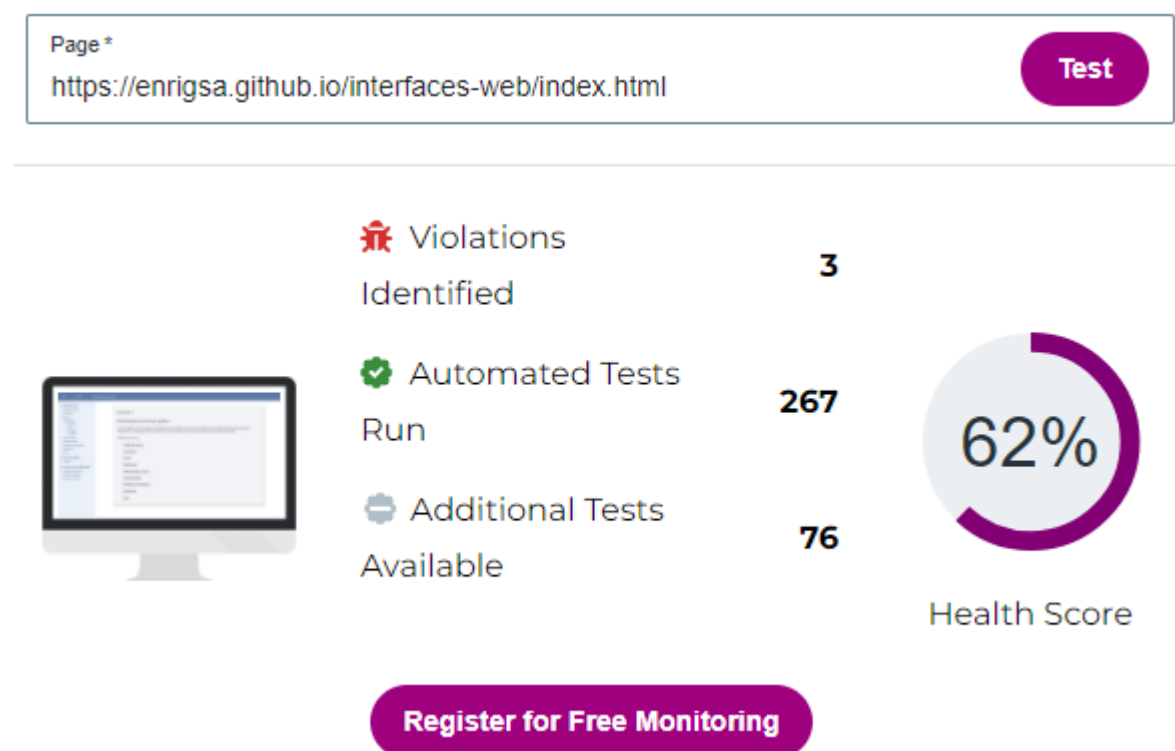 Page *
https://enrigsa.github.io/interfaces-web/index.html
Test
Violations
Identified
3
Automated Tests
Run
267
Additional Tests
Available
76
62%
Health Score
Register for Free Monitoring